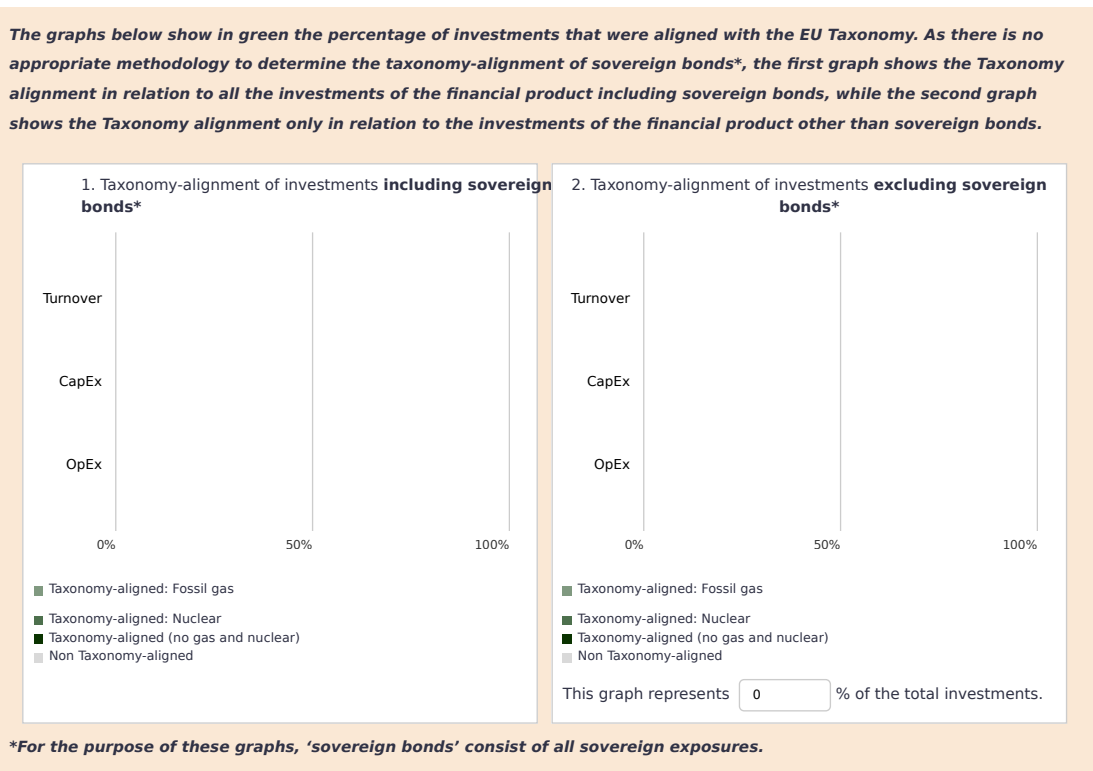 The graphs below show in green the percentage of investments that were aligned with the EU Taxonomy. As there is no
appropriate methodology to determine the taxonomy-alignment of sovereign bonds*, the first graph shows the Taxonomy
alignment in relation to all the investments of the financial product including sovereign bonds, while the second graph
shows the Taxonomy alignment only in relation to the investments of the financial product other than sovereign bonds.
1. Taxonomy-alignment of investments including sovereign
bonds*
Turnover
CapEx
OpEx
0% 50% 100%
Taxonomy-aligned: Fossil gas
Taxonomy-aligned: Nuclear
Taxonomy-aligned (no gas and nuclear)
Non Taxonomy-aligned
2. Taxonomy-alignment of investments excluding sovereign
bonds*
Turnover
CapEx
OpEx
0% 50% 100%
Taxonomy-aligned: Fossil gas
Taxonomy-aligned: Nuclear
Taxonomy-aligned (no gas and nuclear)
Non Taxonomy-aligned
This graph represents 0 % of the total investments.
*For the purpose of these graphs, ‘sovereign bonds’ consist of all sovereign exposures.